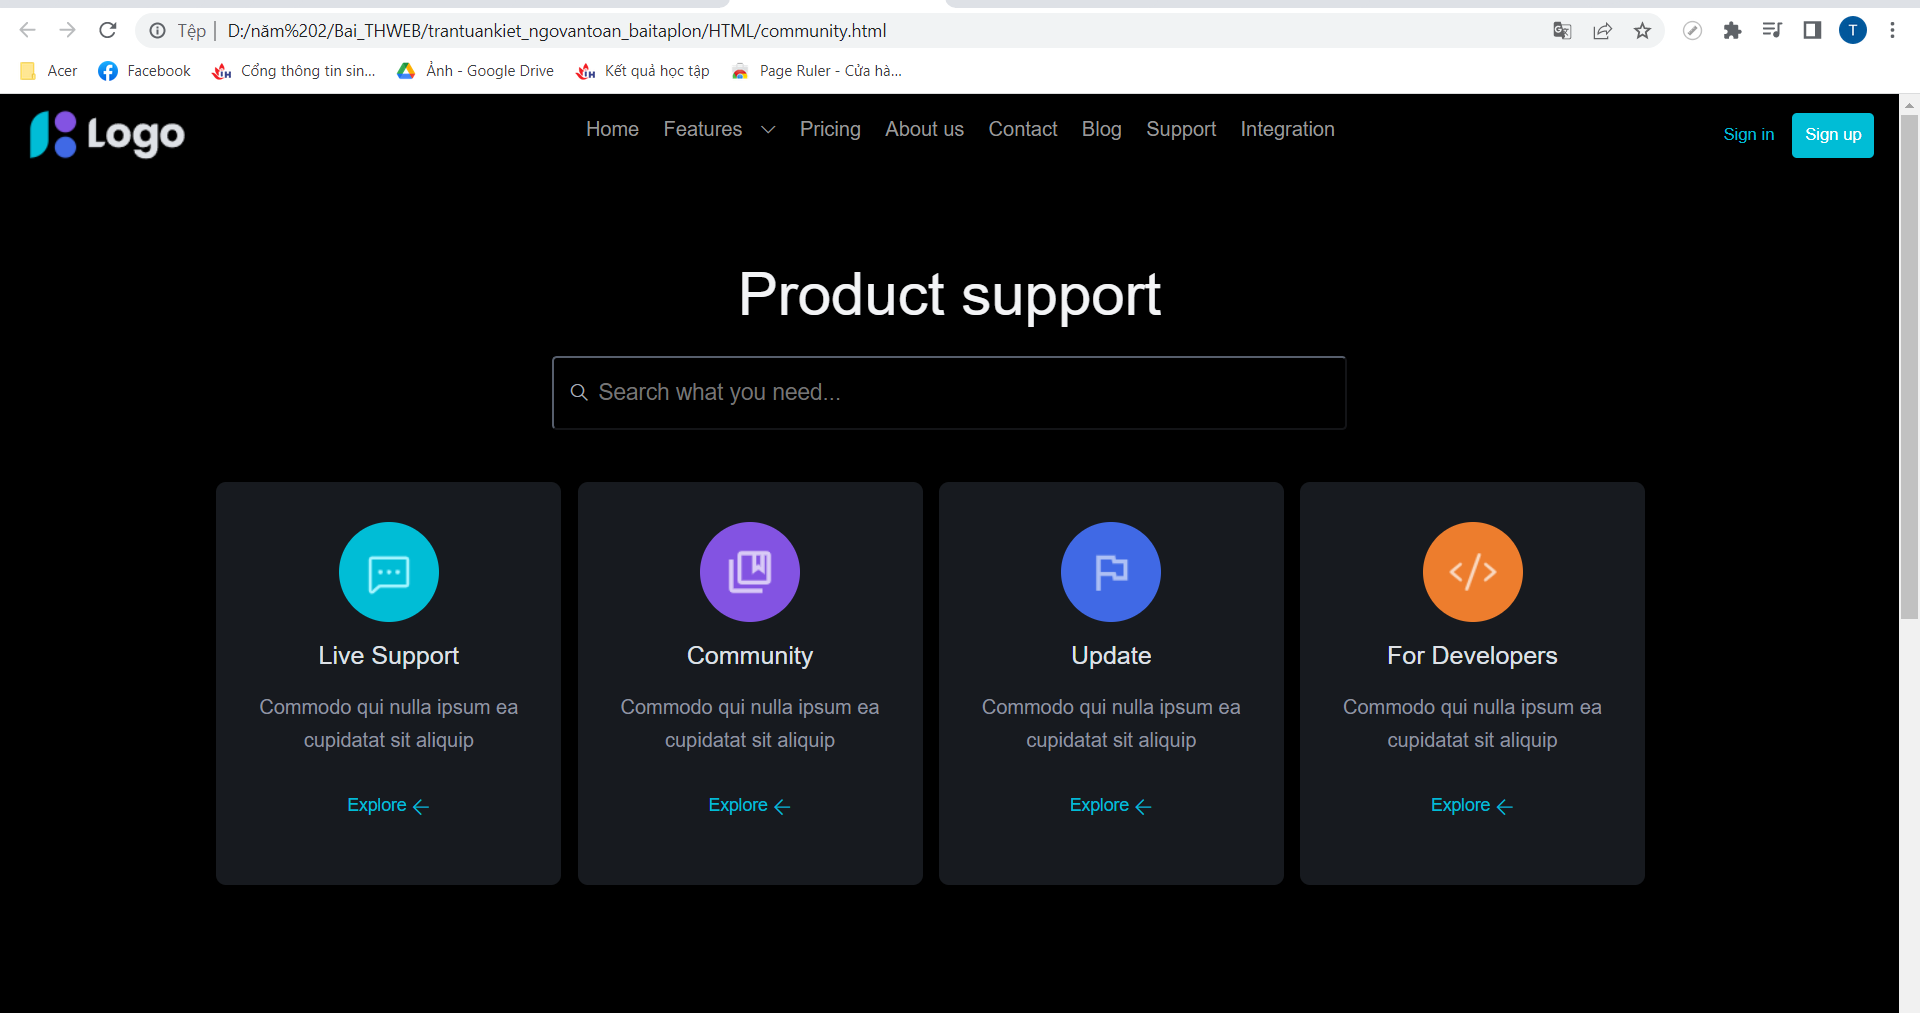 Tệp | D:/năm%202/Bai_THWEB/trantuankiet_ngovantoan_baitaplon/HTML/community.html
T
Acer Facebook Cổng thông tin sin... Ảnh - Google Drive Kết quả học tập Page Ruler - Cửa hà...
Logo Home Features Pricing About us Contact Blog Support Integration Sign in Sign up
Product support
Search what you need...
Live Support
Commodo qui nulla ipsum ea
cupidatat sit aliquip
Explore
Community
Commodo qui nulla ipsum ea
cupidatat sit aliquip
Explore
Update
Commodo qui nulla ipsum ea
cupidatat sit aliquip
Explore
For Developers
Commodo qui nulla ipsum ea
cupidatat sit aliquip
Explore